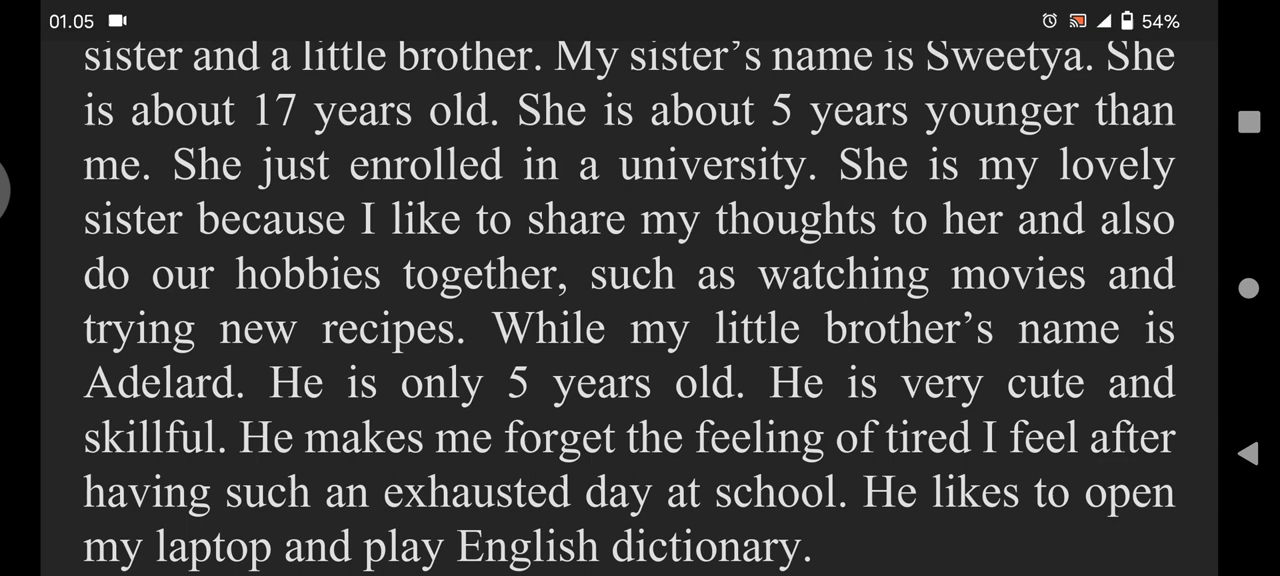 01.05 54%
sister and a little brother. My sister’s name is Sweetya. She
is about 17 years old. She is about 5 years younger than
me. She just enrolled in a university. She is my lovely
sister because I like to share my thoughts to her and also
do our hobbies together, such as watching movies and
trying new recipes. While my little brother’s name is
Adelard. He is only 5 years old. He is very cute and
skillful. He makes me forget the feeling of tired I feel after
having such an exhausted day at school. He likes to open
my laptop and play English dictionary.